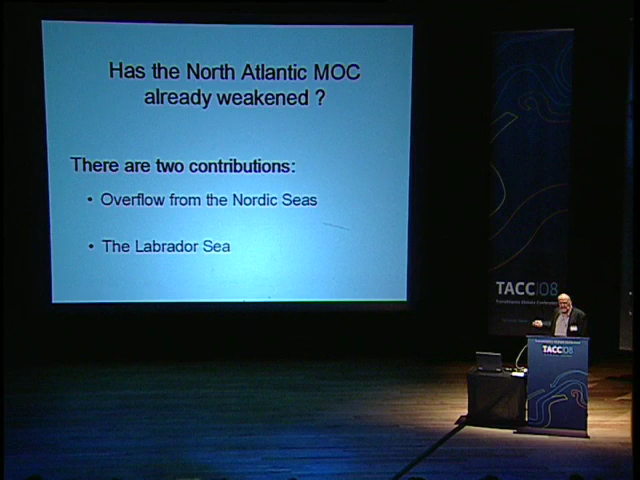 Has the North Atlantic MOC
already weakened ?
There are two contributions:
• Overflow from the Nordic Seas
• The Labrador Sea
TACC|08
TACC|08